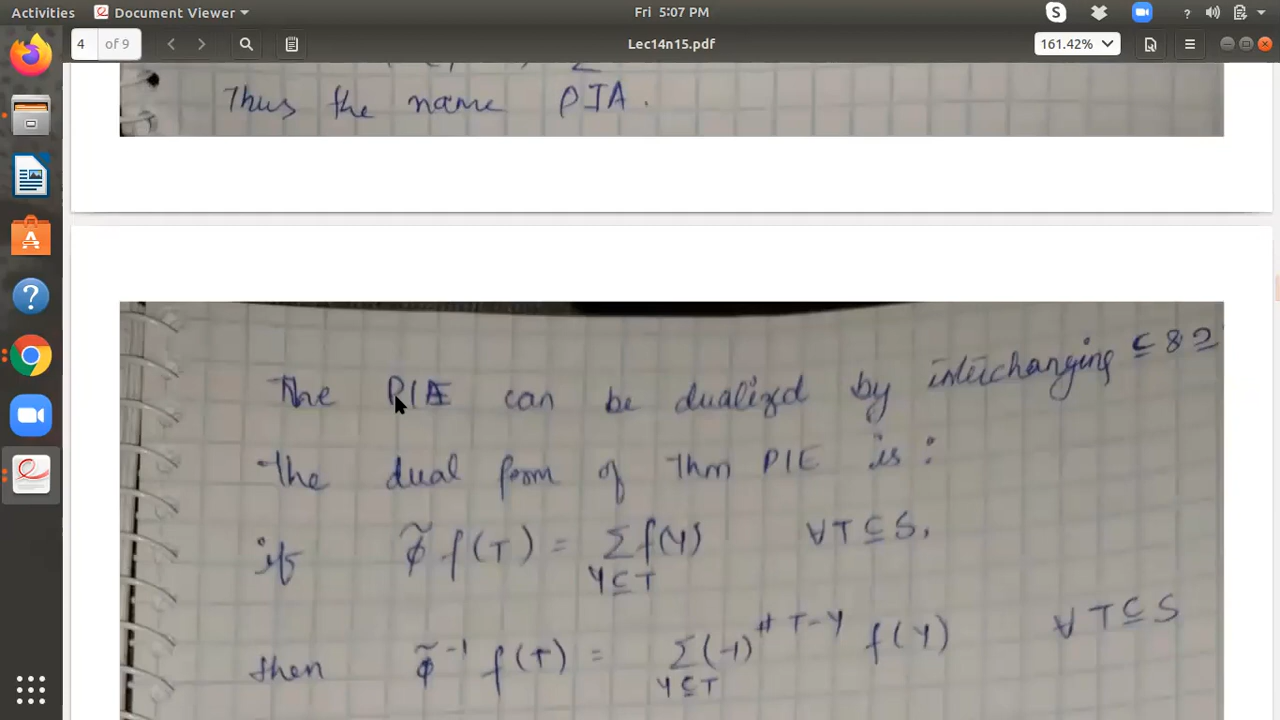 Activities Document Viewer Fri 5:07 PM
4 of 9 Lec14n15.pdf 161.42%
Thus the name PIA.
The PIE can be dualized by interchanging ⊆ & ⊇
the dual form of Thm PIE is:
if φ̃ f(T) = Σ f(Y) ∀ T ⊆ S,
Y ⊆ T
then φ̃⁻¹ f(T) = Σ (-1)^# T-Y f(Y) ∀ T ⊆ S
Y ⊆ T